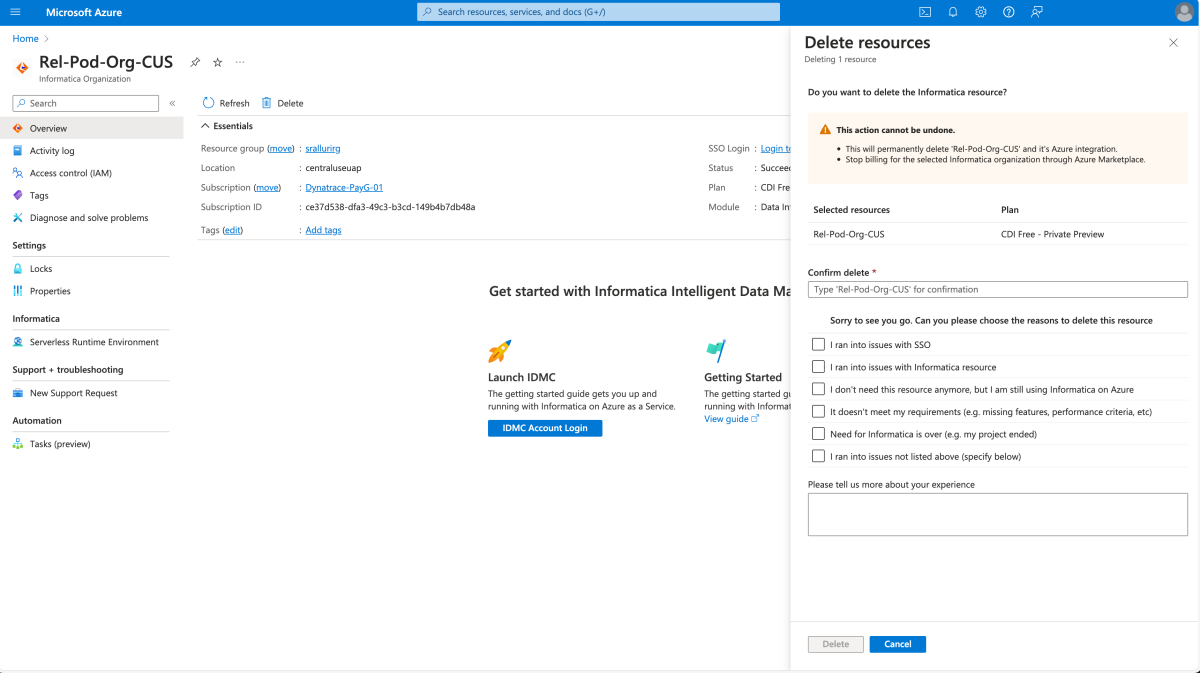 Microsoft Azure
Search resources, services, and docs (G+/)
Home
Rel-Pod-Org-CUS
Informatica Organization
Search
Overview
Activity log
Access control (IAM)
Tags
Diagnose and solve problems
Settings
Locks
Properties
Informatica
Serverless Runtime Environment
Support + troubleshooting
New Support Request
Automation
Tasks (preview)
Refresh
Delete
Essentials
Resource group (move) : srallurirg
Location : centraluseuap
Subscription (move) : Dynatrace-PayG-01
Subscription ID : ce37d538-dfa3-49c3-b3cd-149b4b7db48a
Tags (edit) : Add tags
SSO Login : Login to
Status : Succee
Plan : CDI Fre
Module : Data In
Get started with Informatica Intelligent Data Ma
Launch IDMC
The getting started guide gets you up and
running with Informatica on Azure as a Service.
IDMC Account Login
Getting Started
The getting started gu
running with Informat
View guide
Delete resources
Deleting 1 resource
Do you want to delete the Informatica resource?
This action cannot be undone.
• This will permanently delete 'Rel-Pod-Org-CUS' and it's Azure integration.
• Stop billing for the selected Informatica organization through Azure Marketplace.
Selected resources Plan
Rel-Pod-Org-CUS CDI Free - Private Preview
Confirm delete *
Type 'Rel-Pod-Org-CUS' for confirmation
Sorry to see you go. Can you please choose the reasons to delete this resource
I ran into issues with SSO
I ran into issues with Informatica resource
I don't need this resource anymore, but I am still using Informatica on Azure
It doesn't meet my requirements (e.g. missing features, performance criteria, etc)
Need for Informatica is over (e.g. my project ended)
I ran into issues not listed above (specify below)
Please tell us more about your experience
Delete
Cancel